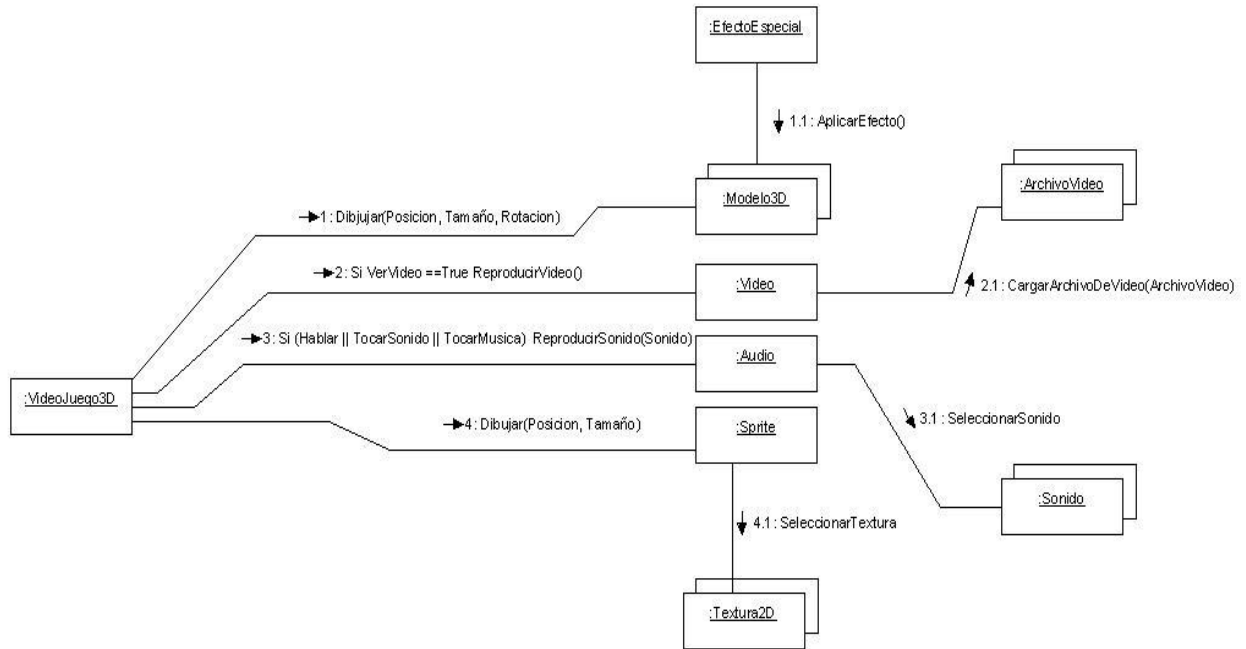 :EfectoEspecial
1.1 : AplicarEfecto()
:ArchivoVideo
:Modelo3D
1 : Dibjujar(Posicion, Tamaño, Rotacion)
2 : Si VerVideo ==True ReproducirVideo()
:Video
2.1 : CargarArchivoDeVideo(ArchivoVideo)
3 : Si (Hablar || TocarSonido || TocarMusica) ReproducirSonido(Sonido)
:Audio
:VideoJuego3D
4 : Dibujar(Posicion, Tamaño)
:Sprite
3.1 : SeleccionarSonido
:Sonido
4.1 : SeleccionarTextura
:Textura2D